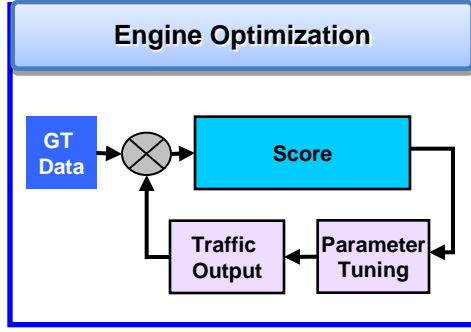 Engine Optimization
GT
Data
Score
Traffic
Output
Parameter
Tuning